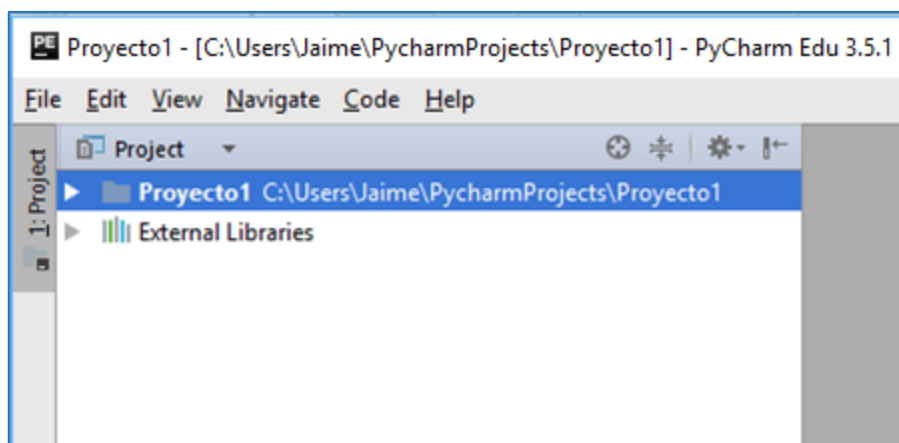 PE Proyecto1 - [C:\Users\Jaime\PycharmProjects\Proyecto1] - PyCharm Edu 3.5.1
File Edit View Navigate Code Help
1: Project
Project
Proyecto1 C:\Users\Jaime\PycharmProjects\Proyecto1
External Libraries